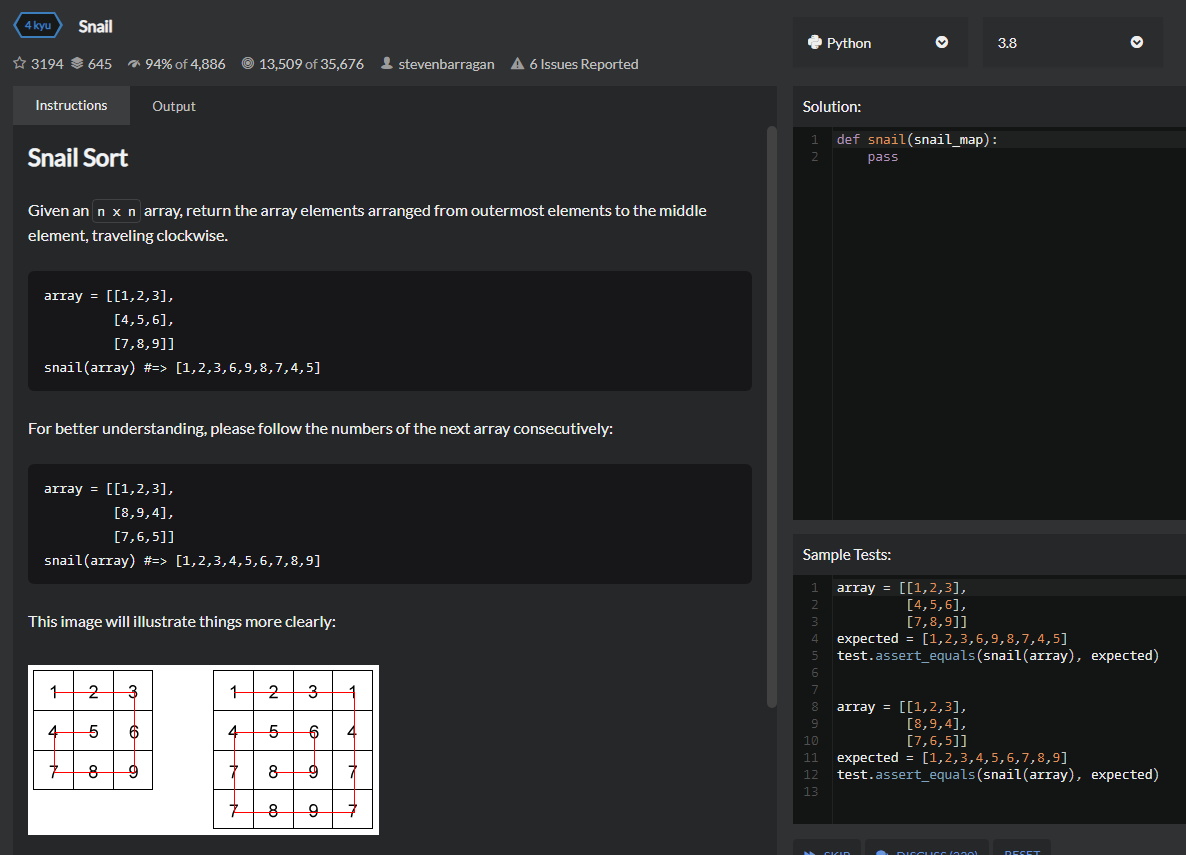 4 kyu Snail
3194 645 94% of 4,886 13,509 of 35,676 stevenbarragan 6 Issues Reported
Instructions Output
Snail Sort
Given an n x n array, return the array elements arranged from outermost elements to the middle
element, traveling clockwise.
array = [[1,2,3],
         [4,5,6],
         [7,8,9]]
snail(array) #=> [1,2,3,6,9,8,7,4,5]
For better understanding, please follow the numbers of the next array consecutively:
array = [[1,2,3],
         [8,9,4],
         [7,6,5]]
snail(array) #=> [1,2,3,4,5,6,7,8,9]
This image will illustrate things more clearly:
1 2 3
4 5 6
7 8 9
1 2 3 1
4 5 6 4
7 8 9 7
7 8 9 7
Python 3.8
Solution:
1 def snail(snail_map):
2     pass
Sample Tests:
1 array = [[1,2,3],
2          [4,5,6],
3          [7,8,9]]
4 expected = [1,2,3,6,9,8,7,4,5]
5 test.assert_equals(snail(array), expected)
6
7
8 array = [[1,2,3],
9          [8,9,4],
10          [7,6,5]]
11 expected = [1,2,3,4,5,6,7,8,9]
12 test.assert_equals(snail(array), expected)
13
SKIP DISCUSS RESET